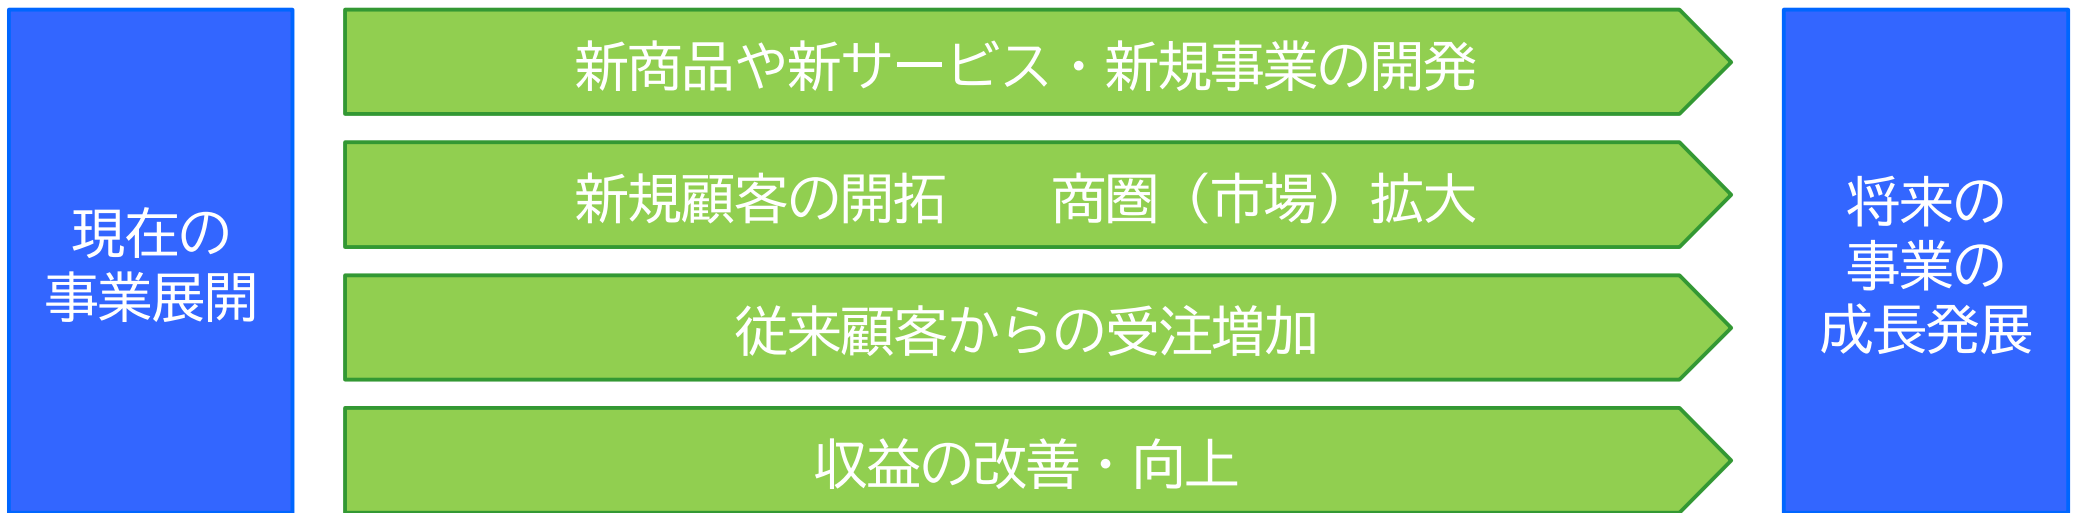 現在の
事業展開
新商品や新サービス・新規事業の開発
新規顧客の開拓　　商圏（市場）拡大
従来顧客からの受注増加
収益の改善・向上
将来の
事業の
成長発展